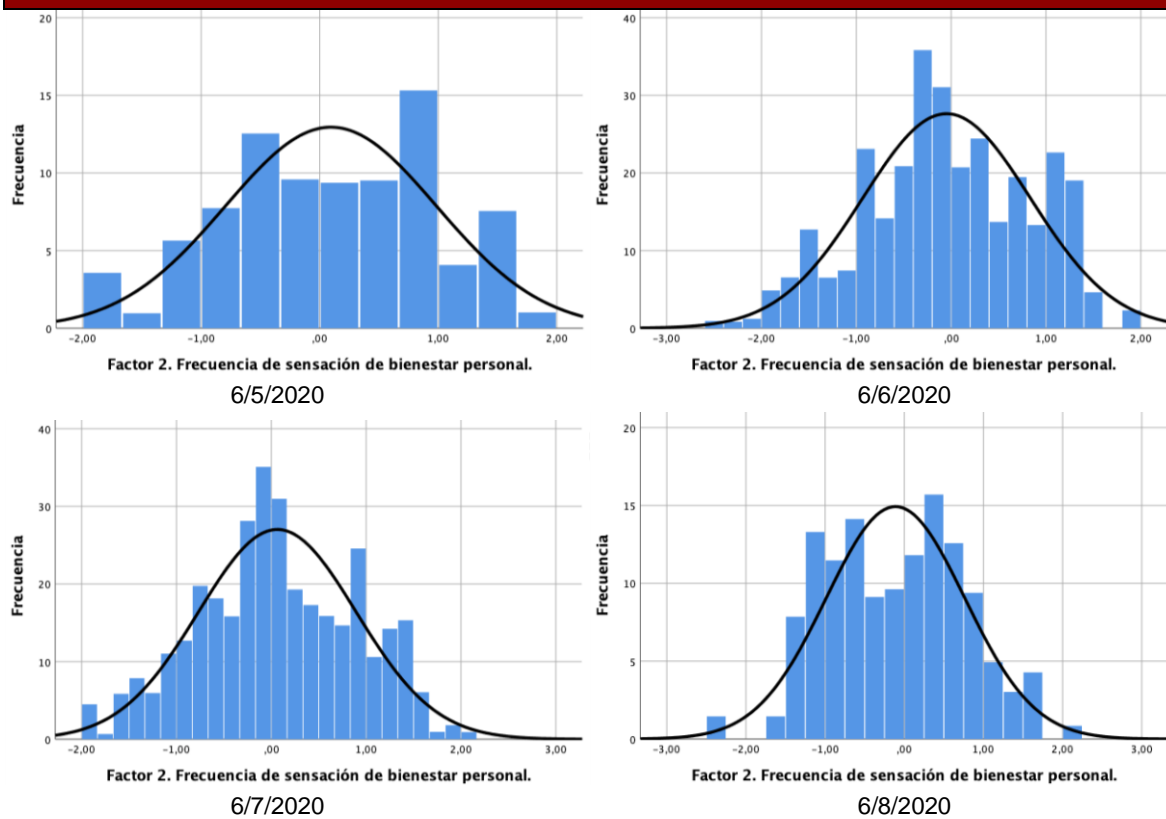 20
15
10
5
0
Frecuencia
-2,00 -1,00 ,00 1,00 2,00
Factor 2. Frecuencia de sensación de bienestar personal.
6/5/2020
40
30
20
10
0
Frecuencia
-3,00 -2,00 -1,00 ,00 1,00 2,00
Factor 2. Frecuencia de sensación de bienestar personal.
6/6/2020
40
30
20
10
0
Frecuencia
-2,00 -1,00 ,00 1,00 2,00 3,00
Factor 2. Frecuencia de sensación de bienestar personal.
6/7/2020
20
15
10
5
0
Frecuencia
-3,00 -2,00 -1,00 ,00 1,00 2,00 3,00
Factor 2. Frecuencia de sensación de bienestar personal.
6/8/2020